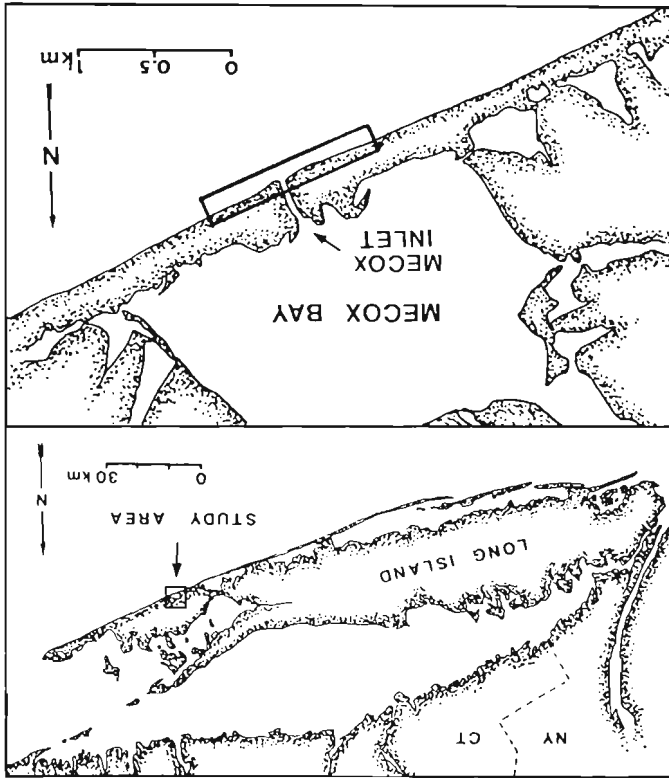 NY
CT
LONG ISLAND
STUDY AREA
0
30 km
N
MECOX BAY
MECOX
INLET
N
0
0.5
1
km